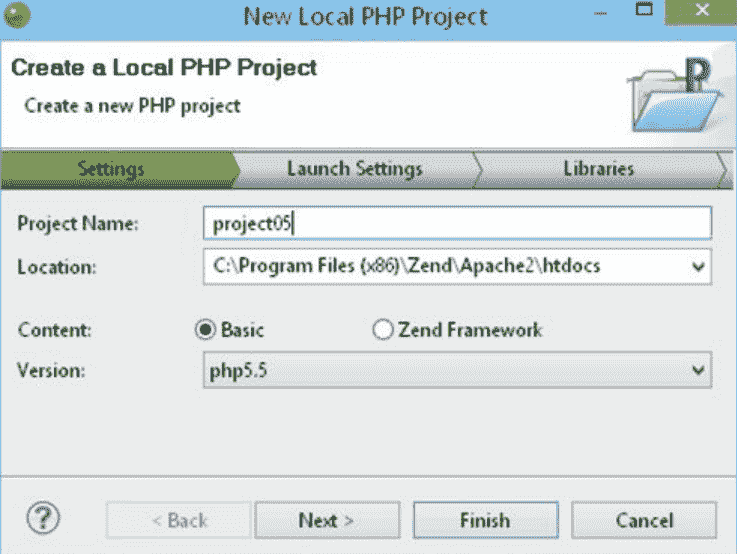 New Local PHP Project
Create a Local PHP Project
Create a new PHP project
P
Settings Launch Settings Libraries
Project Name: project05
Location: C:\Program Files (x86)\Zend\Apache2\htdocs
Content: Basic Zend Framework
Version: php5.5
? < Back Next > Finish Cancel